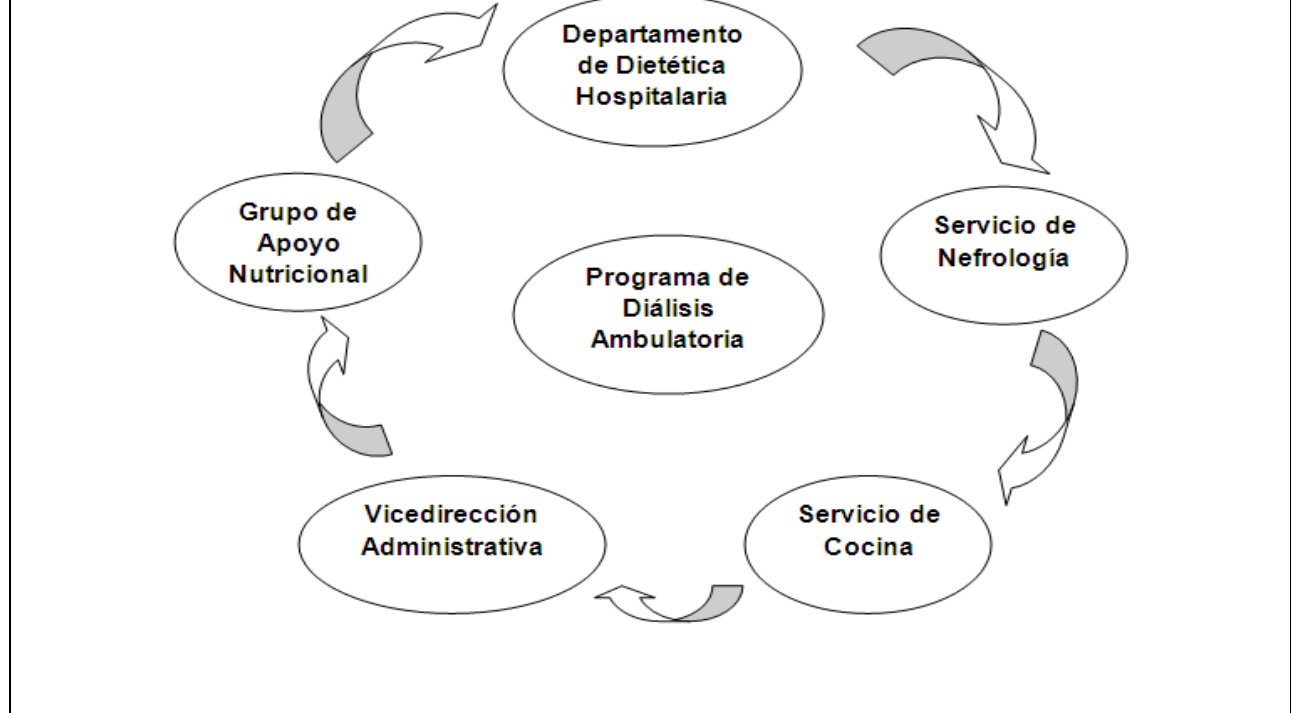 Departamento
de Dietética
Hospitalaria
Grupo de
Apoyo
Nutricional
Servicio de
Nefrología
Programa de
Diálisis
Ambulatoria
Vicedirección
Administrativa
Servicio de
Cocina